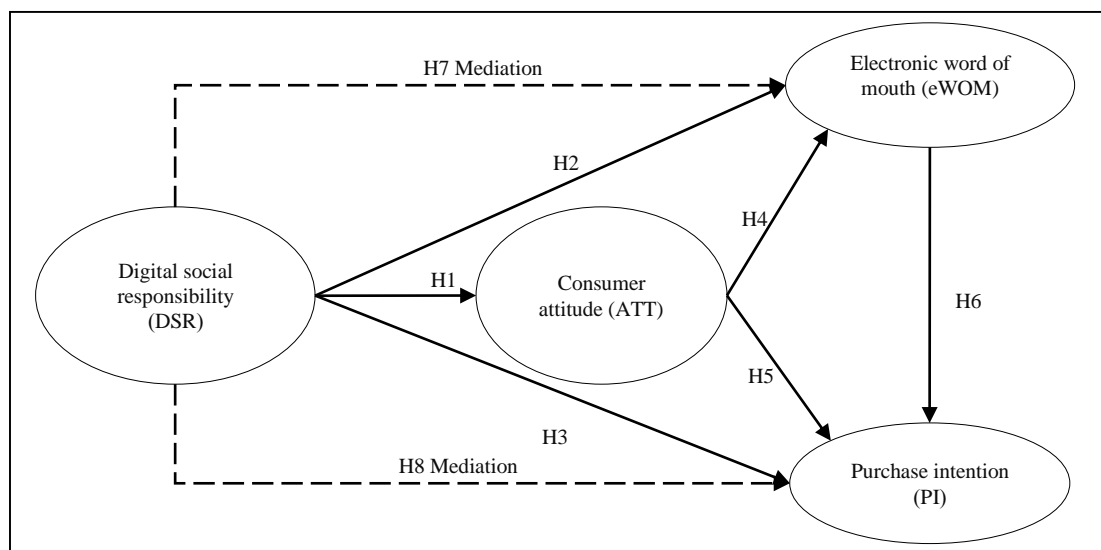 Electronic word of
mouth (eWOM)
H7 Mediation
H2
H4
Digital social
responsibility
(DSR)
H1
Consumer
attitude (ATT)
H6
H5
H3
H8 Mediation
Purchase intention
(PI)